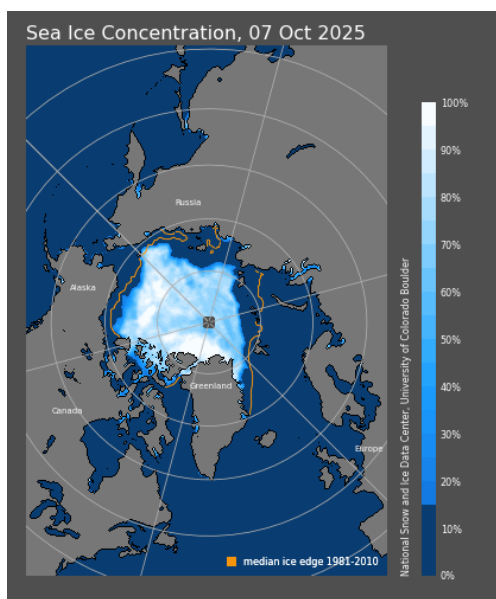 Sea Ice Concentration, 07 Oct 2025
Russia
Alaska
Greenland
Canada
Europe
median ice edge 1981-2010
100%
90%
80%
70%
60%
50%
40%
30%
20%
10%
0%
National Snow and Ice Data Center, University of Colorado Boulder